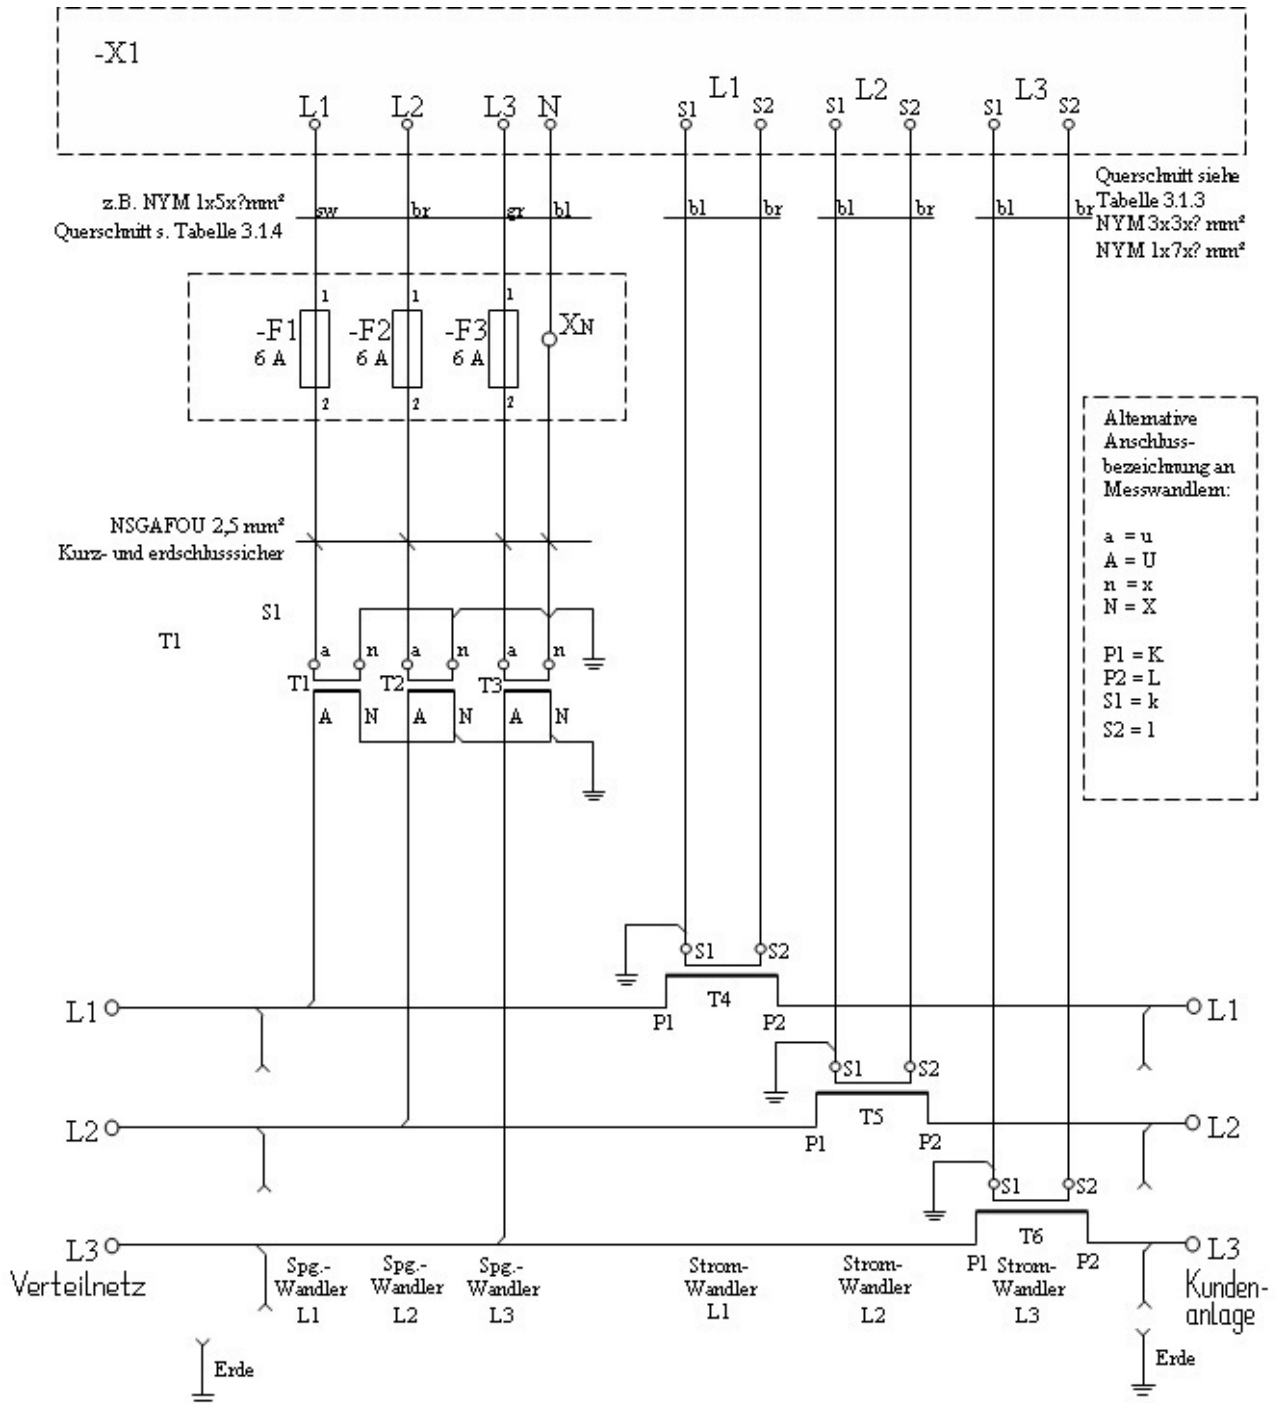 -X1
L1 L2 L3 N
L1 L2 L3
S1 S2 S1 S2 S1 S2
z.B. NYM 1x5x?mm²
Querschnitt s. Tabelle 3.1.4
sw br gr bl
bl br bl br bl br
Querschnitt siehe
Tabelle 3.1.3
NYM 3x3x? mm²
NYM 1x7x? mm²
1 1 1
-F1 -F2 -F3 XN
6 A 6 A 6 A
2 2 2
Alternative
Anschluss-
bezeichnung an
Messwandlern:
a = u
A = U
n = x
N = X
P1 = K
P2 = L
S1 = k
S2 = l
NSGAFOU 2,5 mm²
Kurz- und erdschlusssicher
S1
T1
a n a n a n
T1 T2 T3
A N A N A N
S1 S2
T4
L1 P1 P2 L1
S1 S2
T5
L2 P1 P2 L2
S1 S2
T6
L3 P1 P2 L3
Verteilnetz
Kunden-
anlage
Spg.-
Wandler
L1
Spg.-
Wandler
L2
Spg.-
Wandler
L3
Strom-
Wandler
L1
Strom-
Wandler
L2
Strom-
Wandler
L3
Erde
Erde